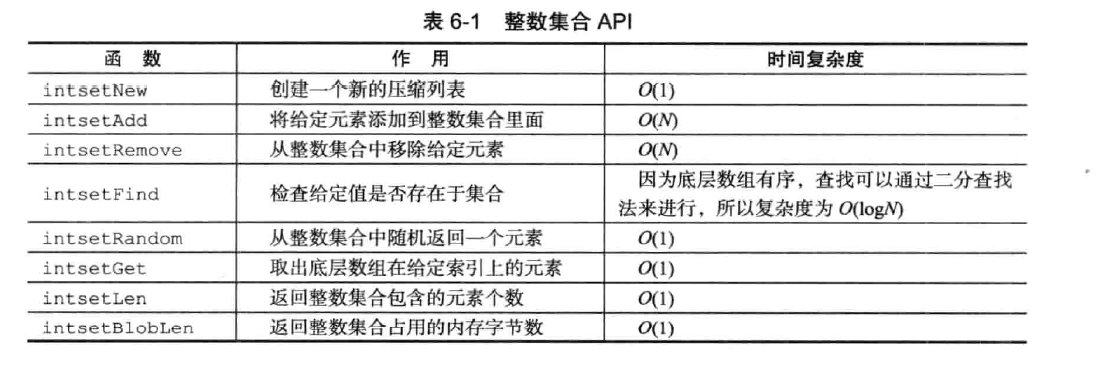 表 6-1 整数集合 API
函 数 作 用 时间复杂度
intsetNew 创建一个新的压缩列表 O(1)
intsetAdd 将给定元素添加到整数集合里面 O(N)
intsetRemove 从整数集合中移除给定元素 O(N)
intsetFind 检查给定值是否存在于集合 因为底层数组有序，查找可以通过二分查找
法来进行，所以复杂度为 O(logN)
intsetRandom 从整数集合中随机返回一个元素 O(1)
intsetGet 取出底层数组在给定索引上的元素 O(1)
intsetLen 返回整数集合包含的元素个数 O(1)
intsetBlobLen 返回整数集合占用的内存字节数 O(1)